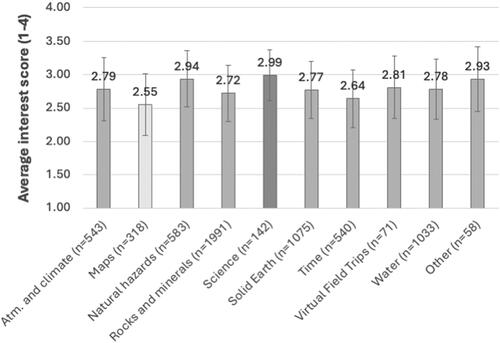 Average interest score (1-4)
4.00
3.50
3.00
2.50
2.00
1.50
1.00
2.79
2.55
2.94
2.72
2.99
2.77
2.64
2.81
2.78
2.93
Atm. and climate (n=543)
Maps (n=318)
Natural hazards (n=583)
Rocks and minerals (n=1991)
Science (n=142)
Solid Earth (n=1075)
Time (n=540)
Virtual Field Trips (n=71)
Water (n=1033)
Other (n=58)